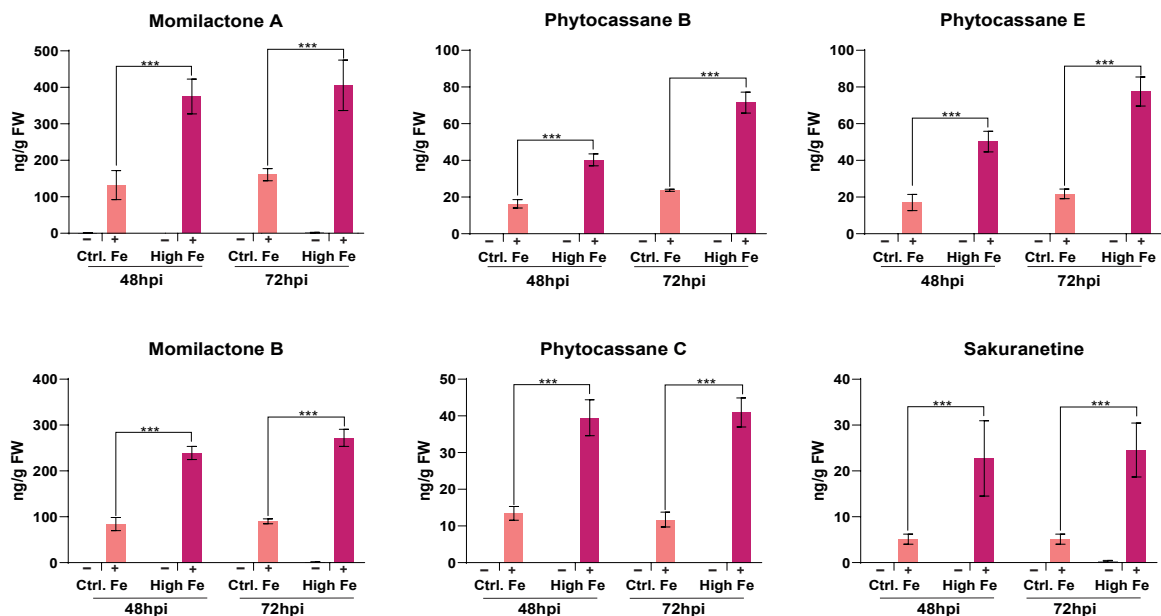 Momilactone A
ng/g FW
500
400
300
200
100
0
***
***
− + − + − + − +
Ctrl. Fe High Fe Ctrl. Fe High Fe
48hpi 72hpi
Phytocassane B
ng/g FW
100
80
60
40
20
0
***
***
− + − + − + − +
Ctrl. Fe High Fe Ctrl. Fe High Fe
48hpi 72hpi
Phytocassane E
ng/g FW
100
80
60
40
20
0
***
***
− + − + − + − +
Ctrl. Fe High Fe Ctrl. Fe High Fe
48hpi 72hpi
Momilactone B
ng/g FW
400
300
200
100
0
***
***
− + − + − + − +
Ctrl. Fe High Fe Ctrl. Fe High Fe
48hpi 72hpi
Phytocassane C
ng/g FW
50
40
30
20
10
0
***
***
− + − + − + − +
Ctrl. Fe High Fe Ctrl. Fe High Fe
48hpi 72hpi
Sakuranetine
ng/g FW
40
30
20
10
0
***
***
− + − + − + − +
Ctrl. Fe High Fe Ctrl. Fe High Fe
48hpi 72hpi